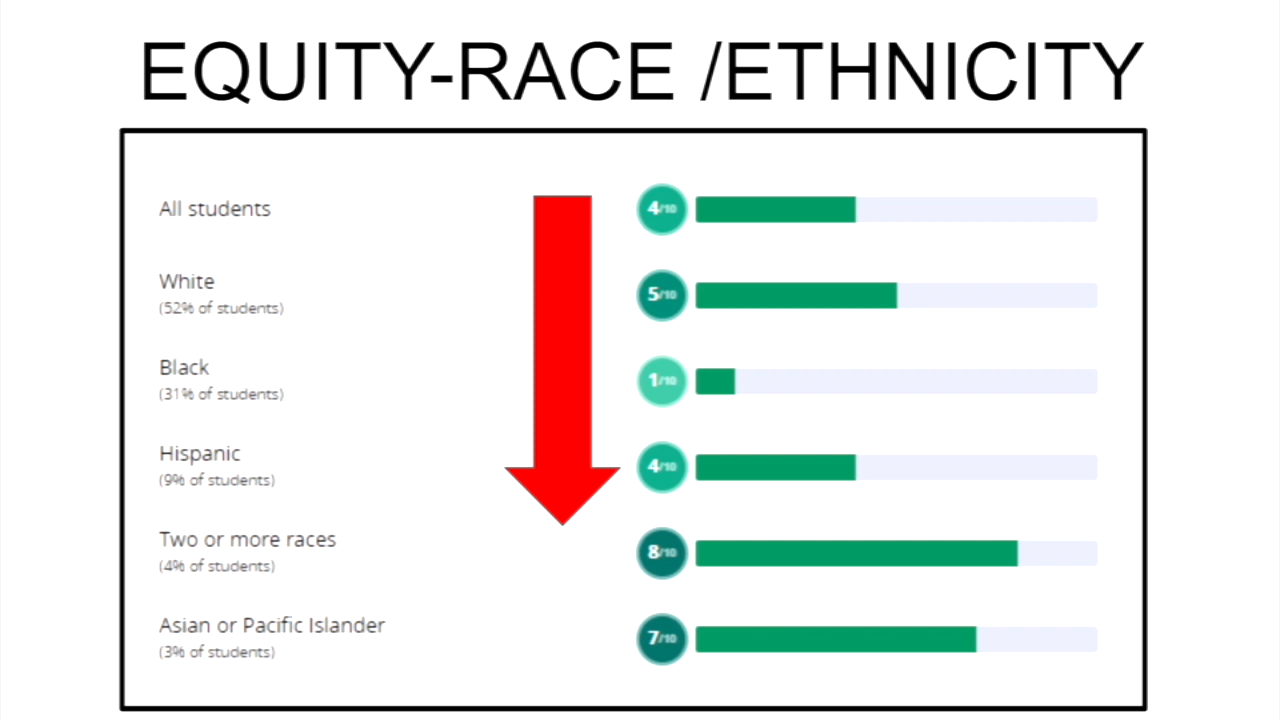 EQUITY-RACE /ETHNICITY
All students
4/10
White
5/10
(52% of students)
Black
1/10
(31% of students)
Hispanic
4/10
(9% of students)
Two or more races
8/10
(4% of students)
Asian or Pacific Islander
7/10
(3% of students)